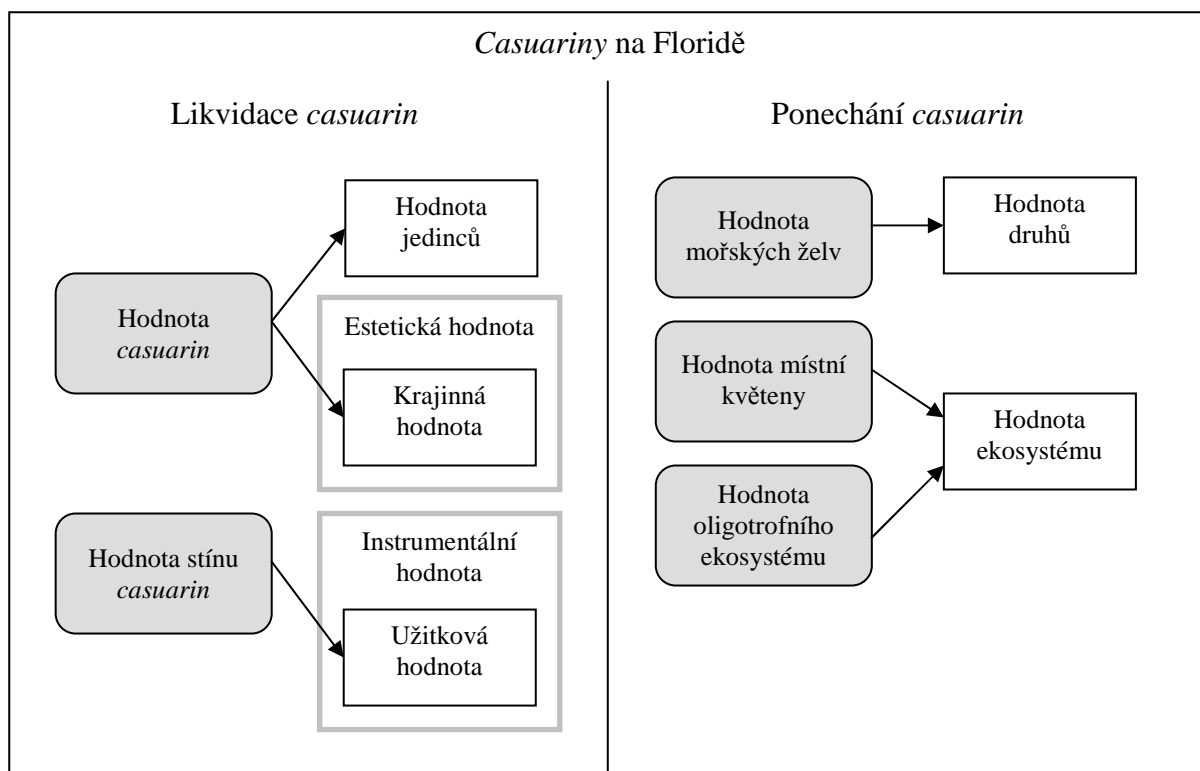 Casuariny na Floridě
Likvidace casuarin
Hodnota
jedinců
Hodnota
casuarin
Estetická hodnota
Krajinná
hodnota
Hodnota stínu
casuarin
Instrumentální
hodnota
Užitková
hodnota
Ponechání casuarin
Hodnota
mořských želv
Hodnota
druhů
Hodnota místní
květeny
Hodnota
ekosystému
Hodnota
oligotrofního
ekosystému